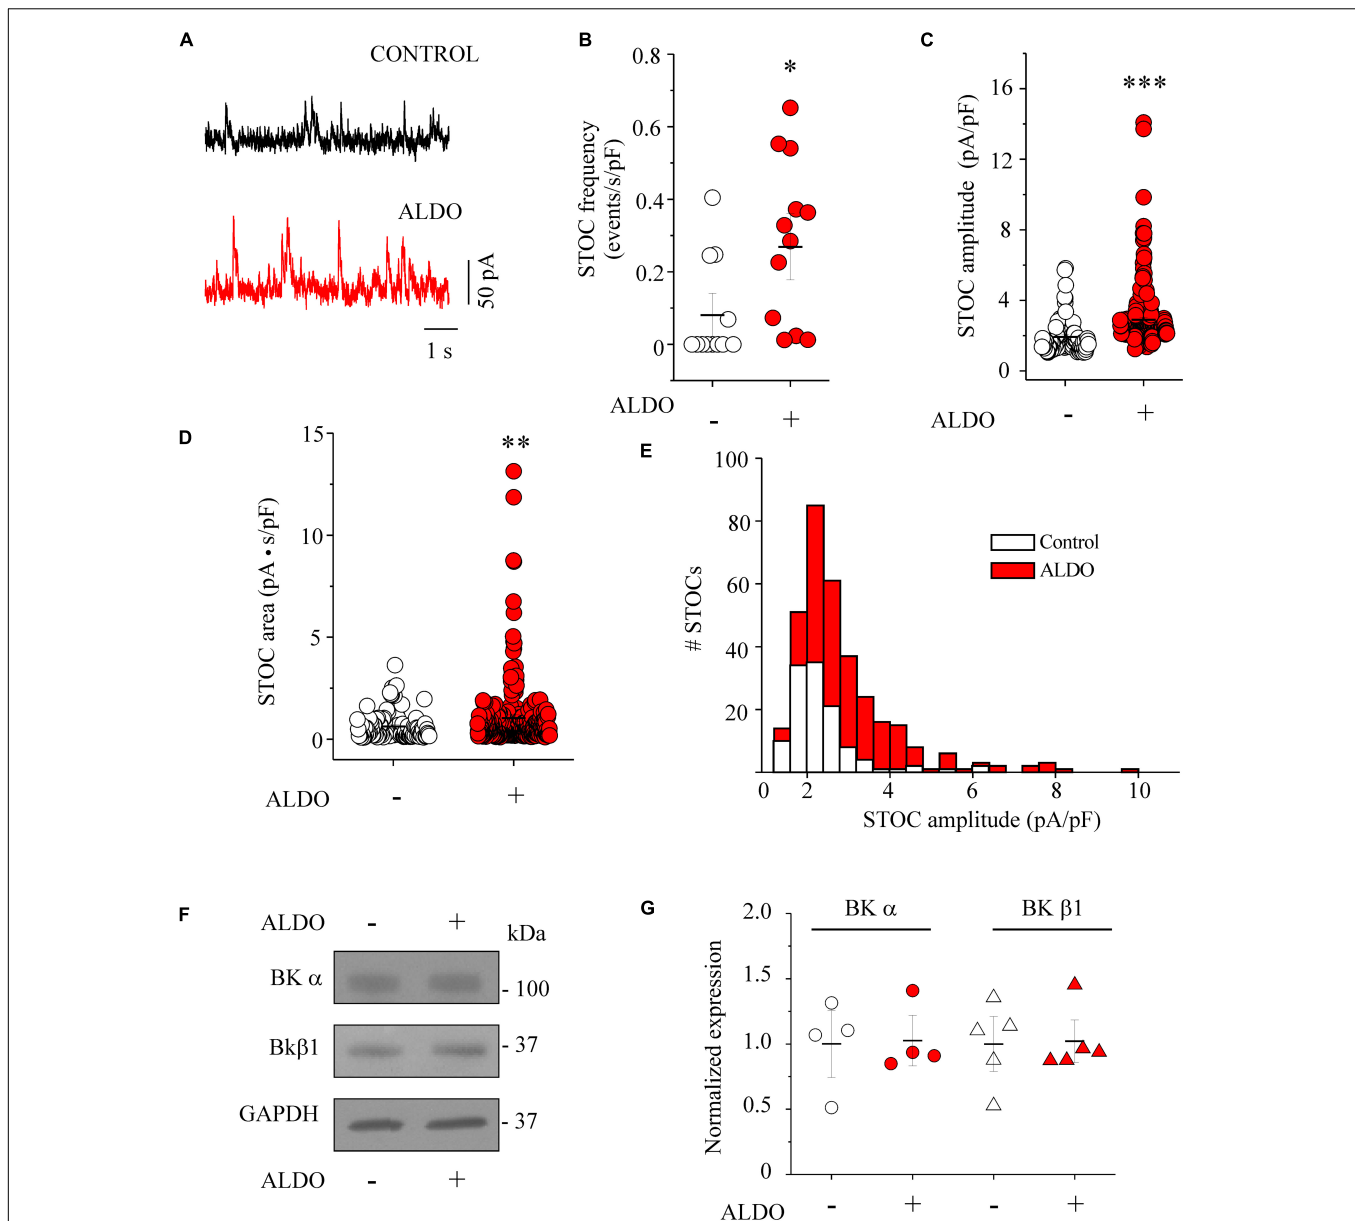 A
CONTROL
ALDO
50 pA
1 s
B
STOC frequency
(events/s/pF)
0.8
0.6
0.4
0.2
0
*
ALDO
-
+
C
STOC amplitude (pA/pF)
16
12
8
4
0
***
ALDO
-
+
D
STOC area (pA • s/pF)
15
10
5
0
**
ALDO
-
+
E
# STOCs
100
80
60
40
20
Control
ALDO
0 2 4 6 8 10
STOC amplitude (pA/pF)
F
ALDO - +
kDa
BK α
- 100
Bkβ1
- 37
GAPDH
- 37
ALDO - +
G
BK α
BK β1
Normalized expression
2.0
1.5
1.0
0.5
0
ALDO - + - +